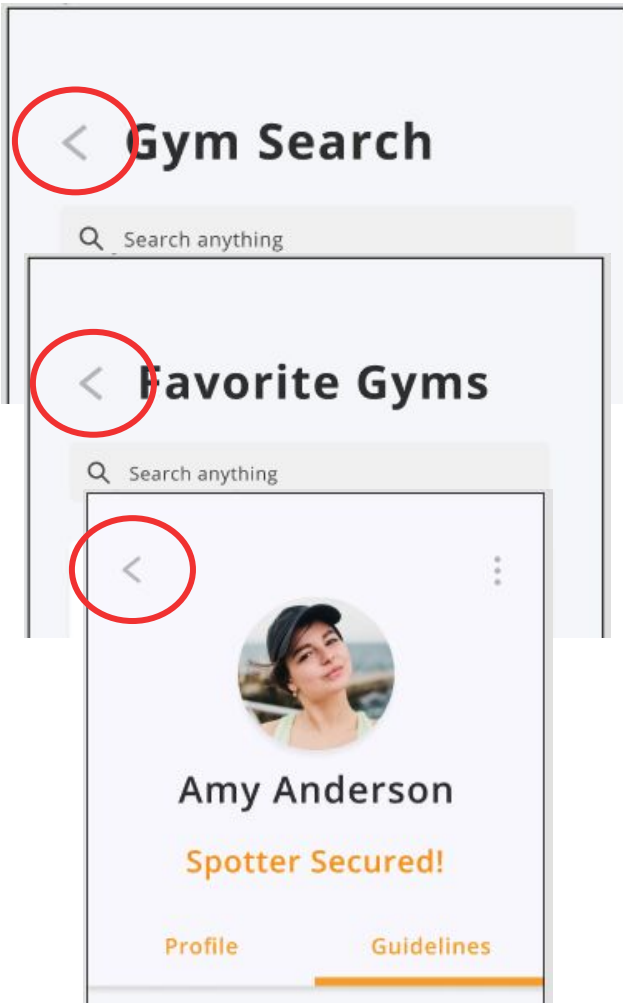 Gym Search
Search anything
Favorite Gyms
Search anything
Amy Anderson
Spotter Secured!
Profile Guidelines